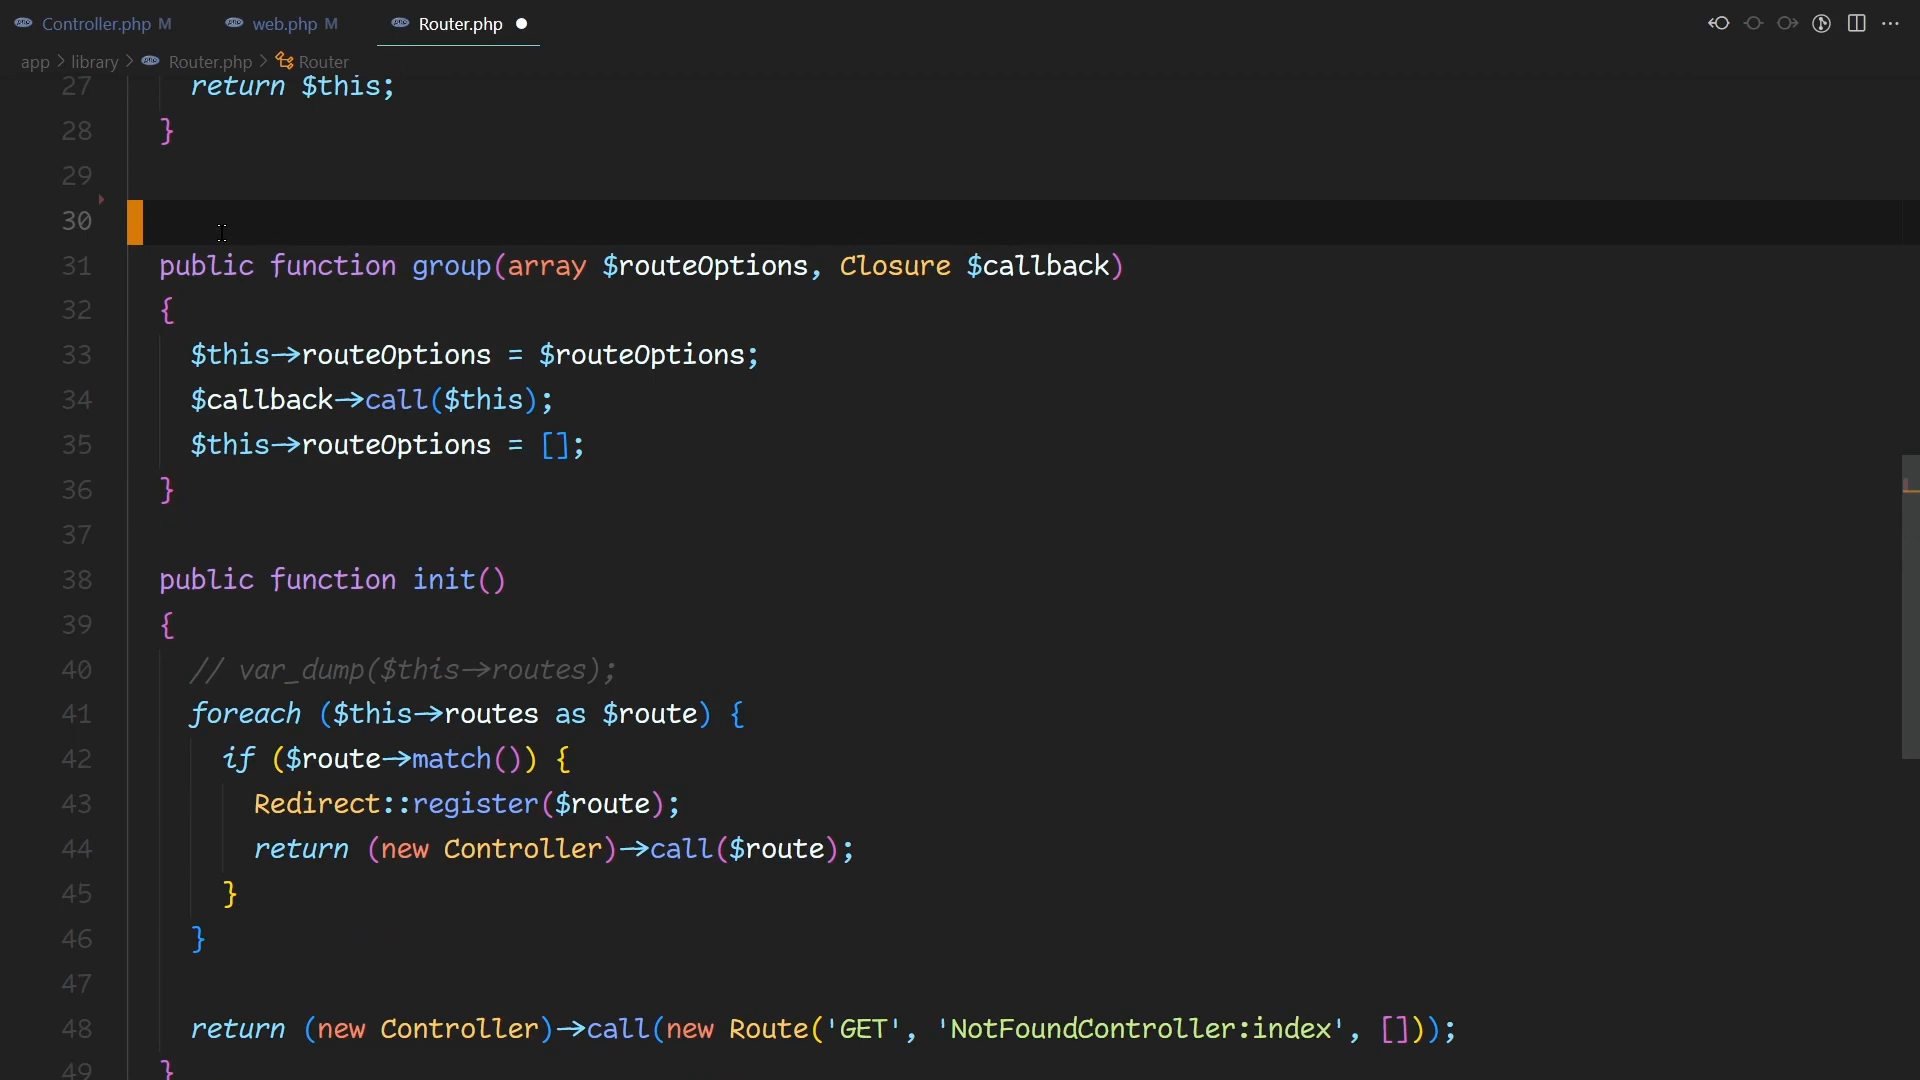 Controller.php M web.php M Router.php
app > library > Router.php > Router
27 return $this;
28 }
29
30
31 public function group(array $routeOptions, Closure $callback)
32 {
33 $this->routeOptions = $routeOptions;
34 $callback->call($this);
35 $this->routeOptions = [];
36 }
37
38 public function init()
39 {
40 // var_dump($this->routes);
41 foreach ($this->routes as $route) {
42 if ($route->match()) {
43 Redirect::register($route);
44 return (new Controller)->call($route);
45 }
46 }
47
48 return (new Controller)->call(new Route('GET', 'NotFoundController:index', []));
49 }